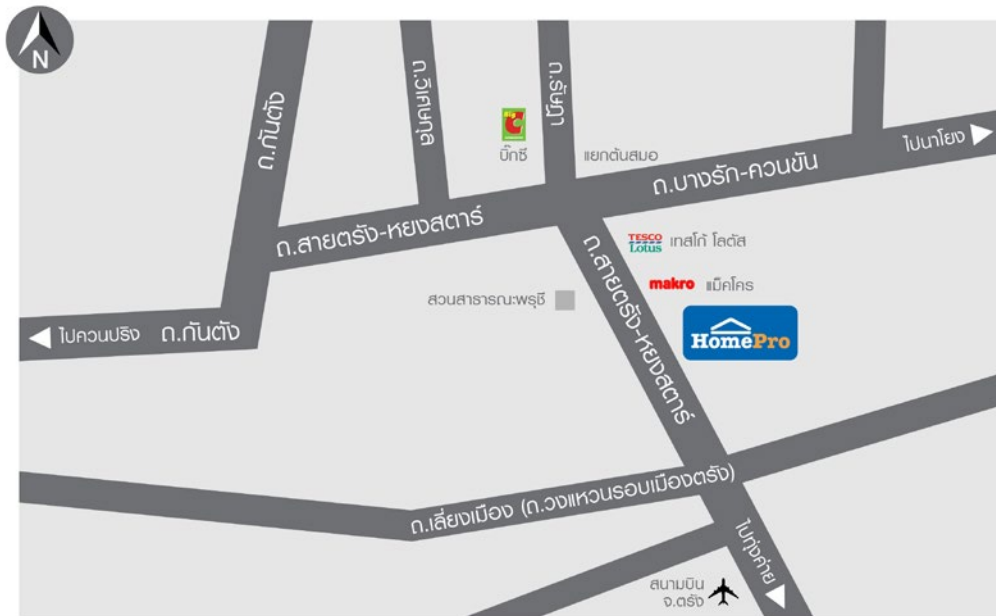 N
ถ.กันตัง
ถ.วิเศษกุล
ถ.รัษฎา
บิ๊กซี
แยกต้นสมอ
ไปนาโยง
ถ.บางรัก-ควนขัน
ถ.สายตรัง-หยงสตาร์
TESCO
Lotus
เทสโก้ โลตัส
makro แม็คโคร
สวนสาธารณะพรุชี
HomePro
ถ.สายตรัง-หยงสตาร์
ไปควนปริง ถ.กันตัง
ถ.เลี่ยงเมือง (ถ.วงแหวนรอบเมืองตรัง)
ไปทุ่งค่าย
สนามบิน
จ.ตรัง